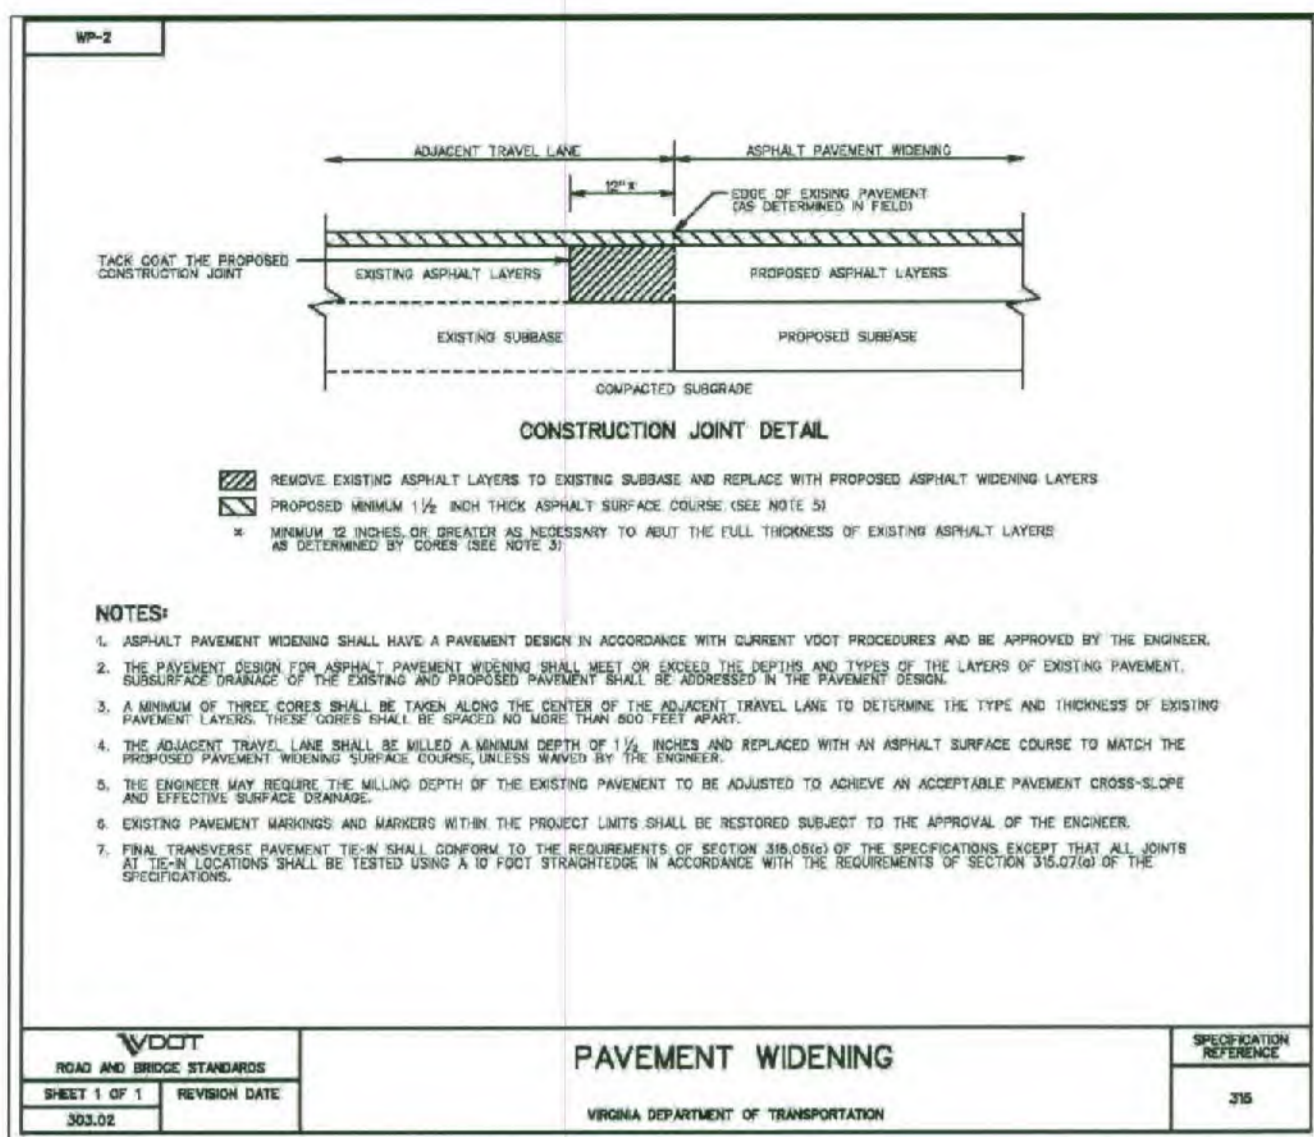 WP-2
ADJACENT TRAVEL LANE
ASPHALT PAVEMENT WIDENING
12" *
EDGE OF EXISING PAVEMENT
(AS DETERMINED IN FIELD)
TACK COAT THE PROPOSED
CONSTRUCTION JOINT
EXISTING ASPHALT LAYERS
PROPOSED ASPHALT LAYERS
EXISTING SUBBASE
PROPOSED SUBBASE
COMPACTED SUBGRADE
CONSTRUCTION JOINT DETAIL
REMOVE EXISTING ASPHALT LAYERS TO EXISTING SUBBASE AND REPLACE WITH PROPOSED ASPHALT WIDENING LAYERS
PROPOSED MINIMUM 1 1/2 INCH THICK ASPHALT SURFACE COURSE (SEE NOTE 5)
* MINIMUM 12 INCHES, OR GREATER AS NECESSARY TO ABUT THE FULL THICKNESS OF EXISTING ASPHALT LAYERS
AS DETERMINED BY CORES (SEE NOTE 3)
NOTES:
1. ASPHALT PAVEMENT WIDENING SHALL HAVE A PAVEMENT DESIGN IN ACCORDANCE WITH CURRENT VDOT PROCEDURES AND BE APPROVED BY THE ENGINEER.
2. THE PAVEMENT DESIGN FOR ASPHALT PAVEMENT WIDENING SHALL MEET OR EXCEED THE DEPTHS AND TYPES OF THE LAYERS OF EXISTING PAVEMENT.
SUBSURFACE DRAINAGE OF THE EXISTING AND PROPOSED PAVEMENT SHALL BE ADDRESSED IN THE PAVEMENT DESIGN.
3. A MINIMUM OF THREE CORES SHALL BE TAKEN ALONG THE CENTER OF THE ADJACENT TRAVEL LANE TO DETERMINE THE TYPE AND THICKNESS OF EXISTING
PAVEMENT LAYERS. THESE CORES SHALL BE SPACED NO MORE THAN 500 FEET APART.
4. THE ADJACENT TRAVEL LANE SHALL BE MILLED A MINIMUM DEPTH OF 1 1/2 INCHES AND REPLACED WITH AN ASPHALT SURFACE COURSE TO MATCH THE
PROPOSED PAVEMENT WIDENING SURFACE COURSE, UNLESS WAIVED BY THE ENGINEER.
5. THE ENGINEER MAY REQUIRE THE MILLING DEPTH OF THE EXISTING PAVEMENT TO BE ADJUSTED TO ACHIEVE AN ACCEPTABLE PAVEMENT CROSS-SLOPE
AND EFFECTIVE SURFACE DRAINAGE.
6. EXISTING PAVEMENT MARKINGS AND MARKERS WITHIN THE PROJECT LIMITS SHALL BE RESTORED SUBJECT TO THE APPROVAL OF THE ENGINEER.
7. FINAL TRANSVERSE PAVEMENT TIE-IN SHALL CONFORM TO THE REQUIREMENTS OF SECTION 315.05(c) OF THE SPECIFICATIONS EXCEPT THAT ALL JOINTS
AT TIE-IN LOCATIONS SHALL BE TESTED USING A 10 FOOT STRAIGHTEDGE IN ACCORDANCE WITH THE REQUIREMENTS OF SECTION 315.07(a) OF THE
SPECIFICATIONS.
VDOT
ROAD AND BRIDGE STANDARDS
SHEET 1 OF 1
REVISION DATE
303.02
PAVEMENT WIDENING
VIRGINIA DEPARTMENT OF TRANSPORTATION
SPECIFICATION
REFERENCE
315